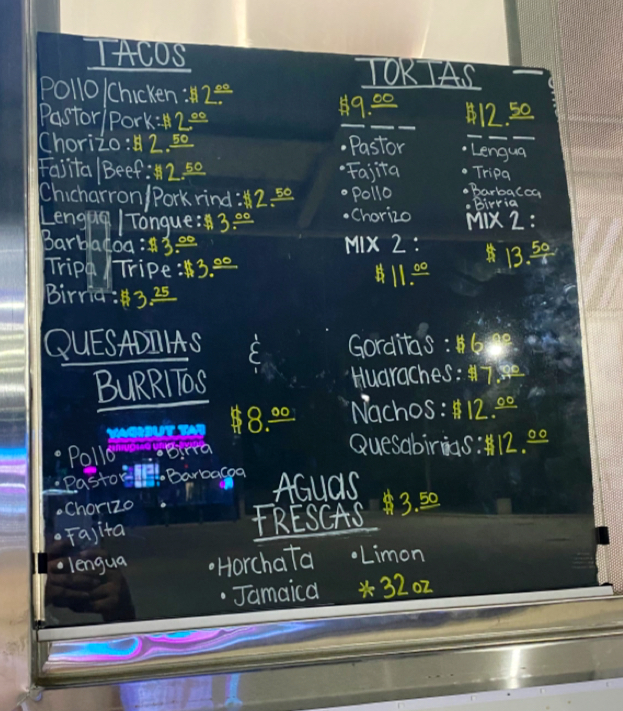 TACOS
Pollo/Chicken:$2.00
Pastor/Pork:$2.00
Chorizo:$2.50
Fajita/Beef:$2.50
Chicharron/Pork rind:$2.50
Lengua/Tongue:$3.00
Barbacoa:$3.00
Tripa/Tripe:$3.00
Birria:$3.25
TORTAS
$9.00
• Pastor
• Fajita
• Pollo
• Chorizo
MIX 2:
$11.00
$12.50
• Lengua
• Tripa
• Barbacoa
• Birria
MIX 2:
$13.50
QUESADIllAS &
BURRITOS
$8.00
• Pollo
• Pastor
• Chorizo
• Fajita
• lengua
• Birra
• Barbacoa
•
Gorditas:$6.00
Huaraches:$7.00
Nachos:$12.00
Quesabirias:$12.00
AGUAS
FRESCAS
$3.50
• Horchata • Limon
• Jamaica * 32 oz